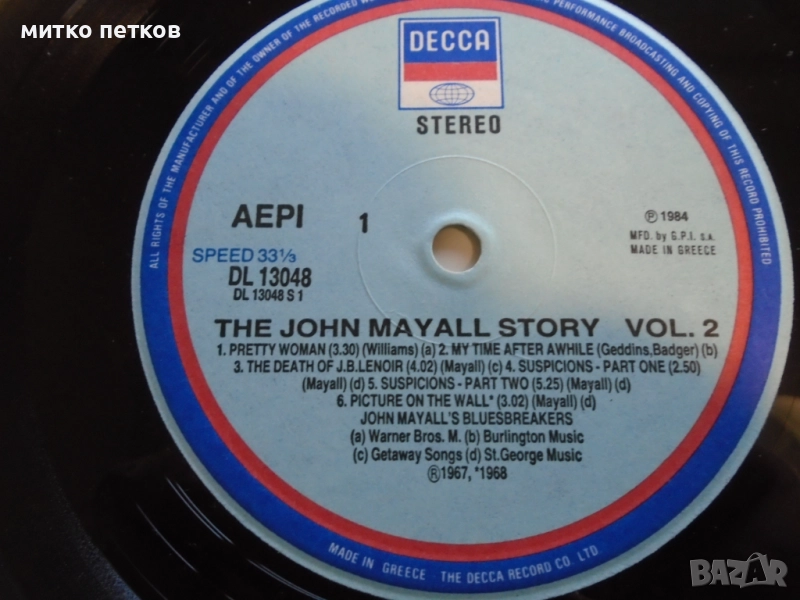 митко петков
ALL RIGHTS OF THE MANUFACTURER AND OF THE OWNER OF THE RECORDED
PERFORMANCE BROADCASTING AND COPYING OF THIS RECORD PROHIBITED
DECCA
STEREO
AEPI 1
℗ 1984
MFD. by G.P.I. S.A.
MADE IN GREECE
SPEED 33⅓
DL 13048
DL 13048 S 1
THE JOHN MAYALL STORY VOL. 2
1. PRETTY WOMAN (3.30) (Williams) (a) 2. MY TIME AFTER AWHILE (Geddins,Badger) (b)
3. THE DEATH OF J.B.LENOIR (4.02) (Mayall) (c) 4. SUSPICIONS - PART ONE (2.50)
(Mayall) (d) 5. SUSPICIONS - PART TWO (5.25) (Mayall) (d)
6. PICTURE ON THE WALL* (3.02) (Mayall) (d)
JOHN MAYALL'S BLUESBREAKERS
(a) Warner Bros. M. (b) Burlington Music
(c) Getaway Songs (d) St.George Music
®1967, *1968
MADE IN GREECE - THE DECCA RECORD CO. LTD.
BAZAR